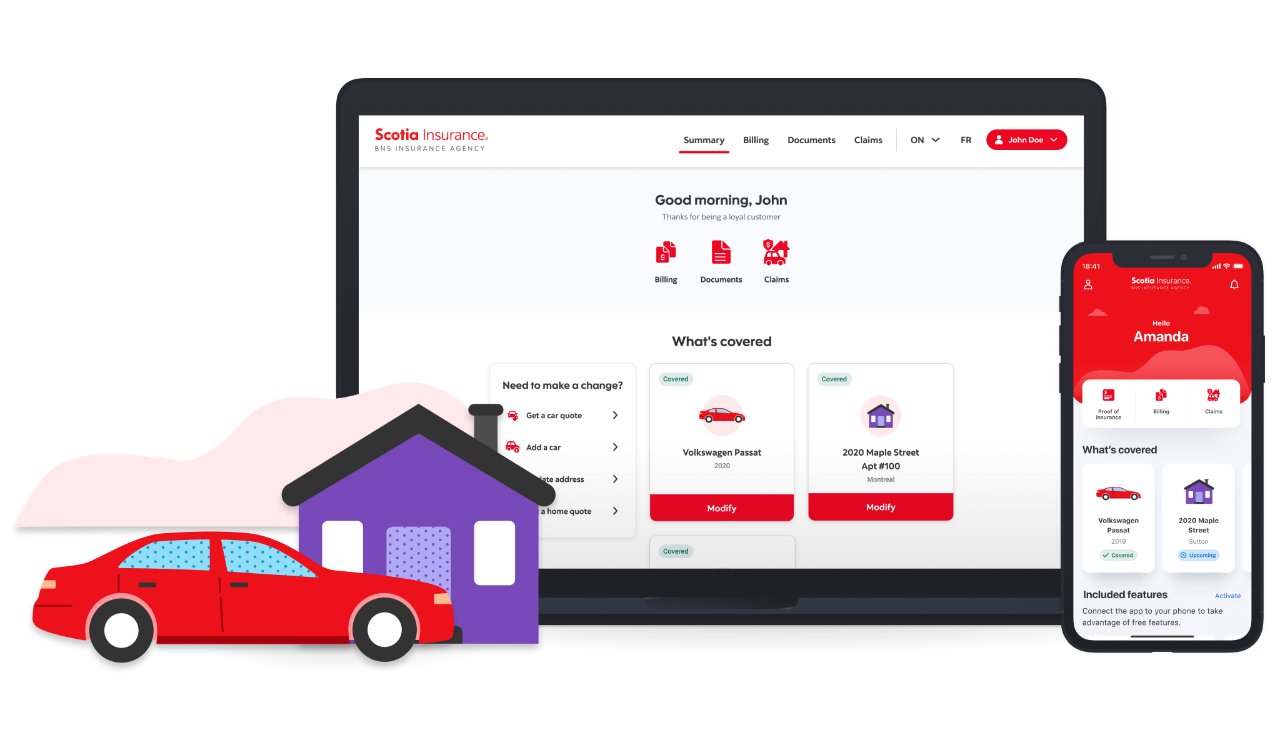 Scotia Insurance.
BNS INSURANCE AGENCY
Summary Billing Documents Claims ON FR John Doe
Good morning, John
Thanks for being a loyal customer
Billing Documents Claims
What's covered
Need to make a change?
Get a car quote
Add a car
address
home quote
Covered
Volkswagen Passat
2020
Modify
Covered
2020 Maple Street
Apt #100
Montreal
Modify
Covered
18:41
Scotia Insurance.
BNS INSURANCE AGENCY
Hello
Amanda
Proof of
insurance
Billing
Claims
What's covered
Volkswagen
Passat
2019
Covered
2020 Maple
Street
Sutton
Upcoming
Included features
Activate
Connect the app to your phone to take
advantage of free features.